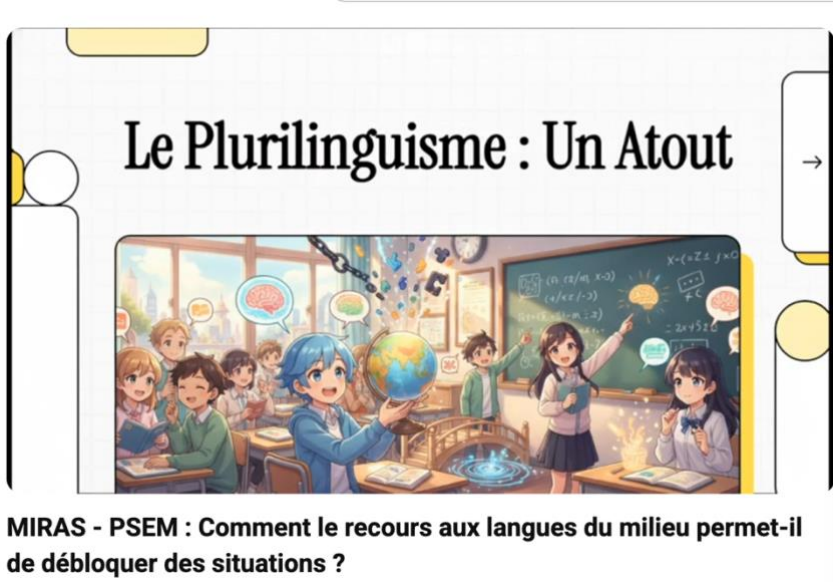 Le Plurilinguisme : Un Atout
→
MIRAS - PSEM : Comment le recours aux langues du milieu permet-il
de débloquer des situations ?